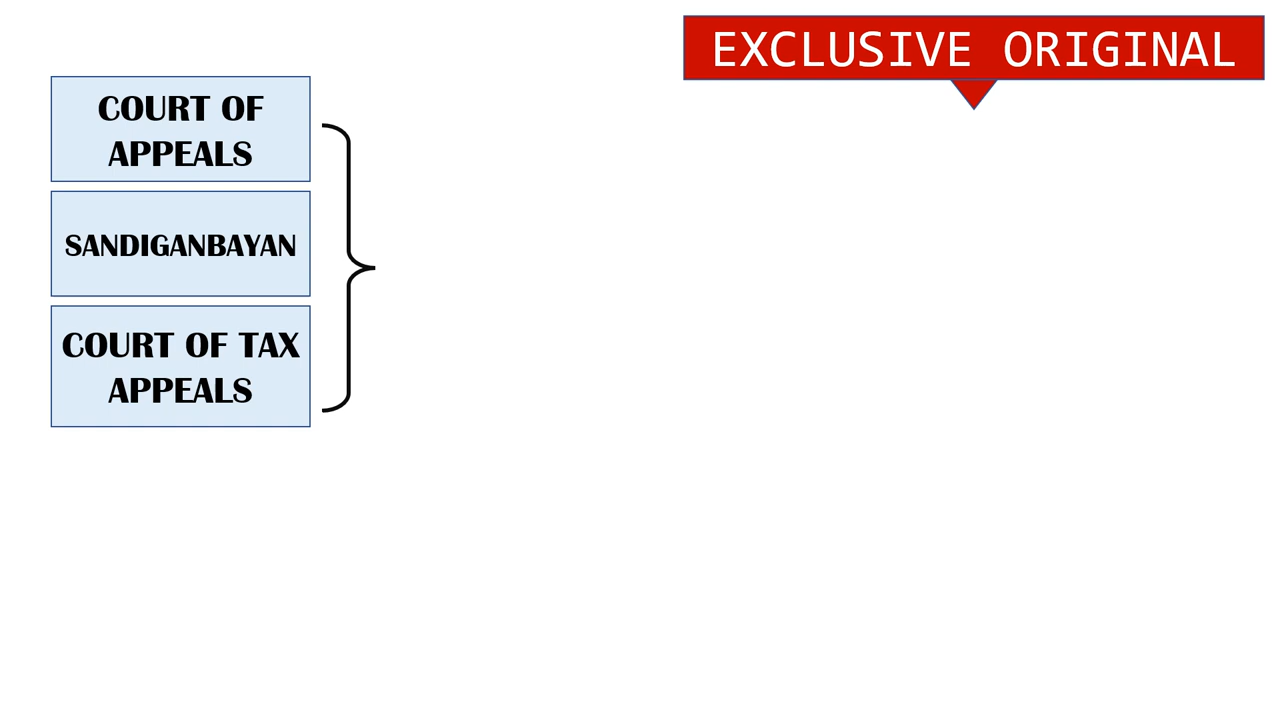 EXCLUSIVE ORIGINAL
COURT OF
APPEALS
SANDIGANBAYAN
COURT OF TAX
APPEALS